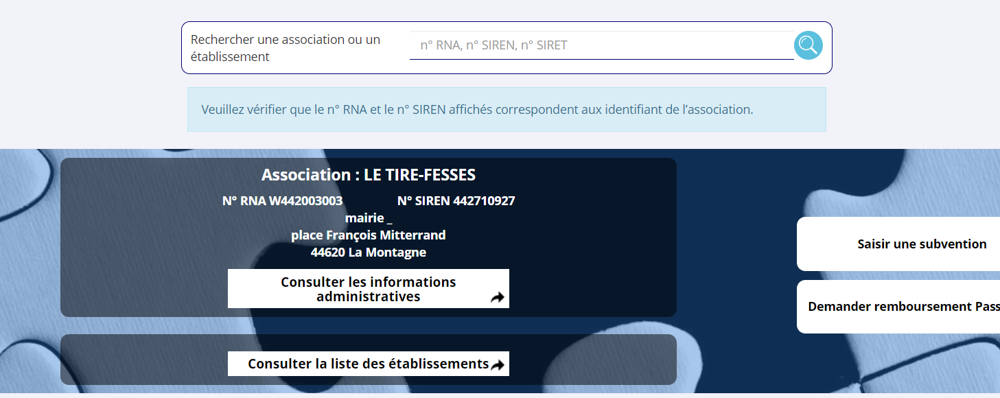 Rechercher une association ou un
établissement
n° RNA, n° SIREN, n° SIRET
Veuillez vérifier que le n° RNA et le n° SIREN affichés correspondent aux identifiant de l’association.
Association : LE TIRE-FESSES
N° RNA W442003003 N° SIREN 442710927
mairie _
place François Mitterrand
44620 La Montagne
Consulter les informations
administratives
Consulter la liste des établissements
Saisir une subvention
Demander remboursement Pass